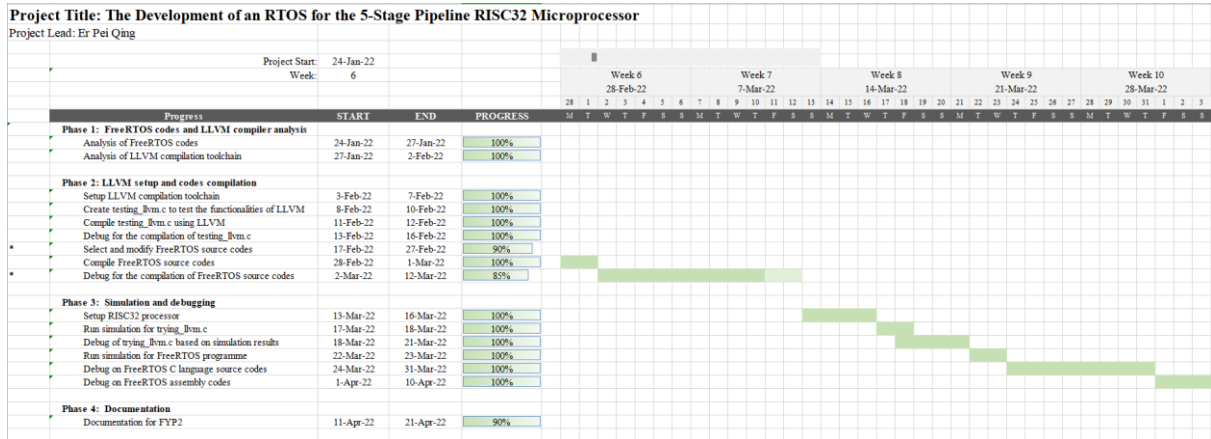 Project Title: The Development of an RTOS for the 5-Stage Pipeline RISC32 Microprocessor
Project Lead: Er Pei Qing
Project Start: 24-Jan-22
Week: 6
Week 6 Week 7 Week 8 Week 9 Week 10
28-Feb-22 7-Mar-22 14-Mar-22 21-Mar-22 28-Mar-22
28 1 2 3 4 5 6 7 8 9 10 11 12 13 14 15 16 17 18 19 20 21 22 23 24 25 26 27 28 29 30 31 1 2 3
Progress START END PROGRESS M T W T F S S M T W T F S S M T W T F S S M T W T F S S M T W T F S S
Phase 1: FreeRTOS codes and LLVM compiler analysis
Analysis of FreeRTOS codes 24-Jan-22 27-Jan-22 100%
Analysis of LLVM compilation toolchain 27-Jan-22 2-Feb-22 100%
Phase 2: LLVM setup and codes compilation
Setup LLVM compilation toolchain 3-Feb-22 7-Feb-22 100%
Create testing_llvm.c to test the functionalities of LLVM 8-Feb-22 10-Feb-22 100%
Compile testing_llvm.c using LLVM 11-Feb-22 12-Feb-22 100%
Debug for the compilation of testing_llvm.c 13-Feb-22 16-Feb-22 100%
* Select and modify FreeRTOS source codes 17-Feb-22 27-Feb-22 90%
Compile FreeRTOS source codes 28-Feb-22 1-Mar-22 100%
* Debug for the compilation of FreeRTOS source codes 2-Mar-22 12-Mar-22 85%
Phase 3: Simulation and debugging
Setup RISC32 processor 13-Mar-22 16-Mar-22 100%
Run simulation for trying_llvm.c 17-Mar-22 18-Mar-22 100%
Debug of trying_llvm.c based on simulation results 18-Mar-22 21-Mar-22 100%
Run simulation for FreeRTOS programme 22-Mar-22 23-Mar-22 100%
Debug on FreeRTOS C language source codes 24-Mar-22 31-Mar-22 100%
Debug on FreeRTOS assembly codes 1-Apr-22 10-Apr-22 100%
Phase 4: Documentation
Documentation for FYP2 11-Apr-22 21-Apr-22 90%